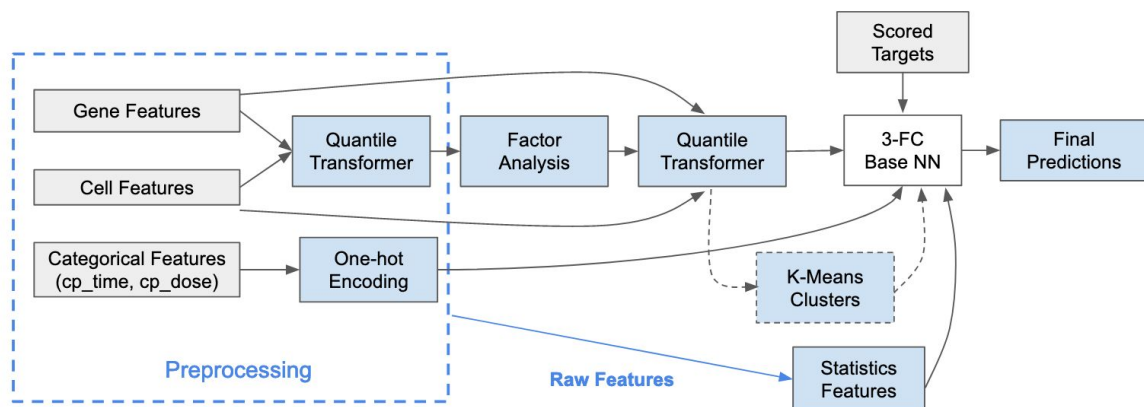 Scored
Targets
Gene Features
Quantile
Transformer
Factor
Analysis
Quantile
Transformer
3-FC
Base NN
Final
Predictions
Cell Features
Categorical Features
(cp_time, cp_dose)
One-hot
Encoding
K-Means
Clusters
Preprocessing
Raw Features
Statistics
Features